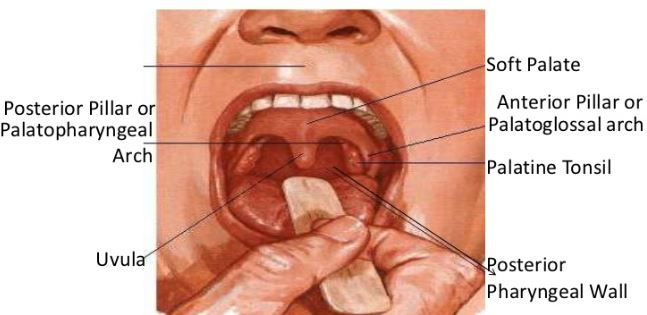 Soft Palate
Posterior Pillar or
Palatopharyngeal
Arch
Anterior Pillar or
Palatoglossal arch
Palatine Tonsil
Uvula
Posterior
Pharyngeal Wall